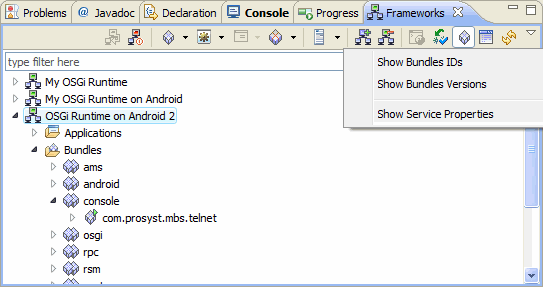 Problems Javadoc Declaration Console Progress Frameworks
type filter here
Show Bundles IDs
Show Bundles Versions
Show Service Properties
My OSGi Runtime
My OSGi Runtime on Android
OSGi Runtime on Android 2
Applications
Bundles
ams
android
console
com.prosyst.mbs.telnet
osgi
rpc
rsm